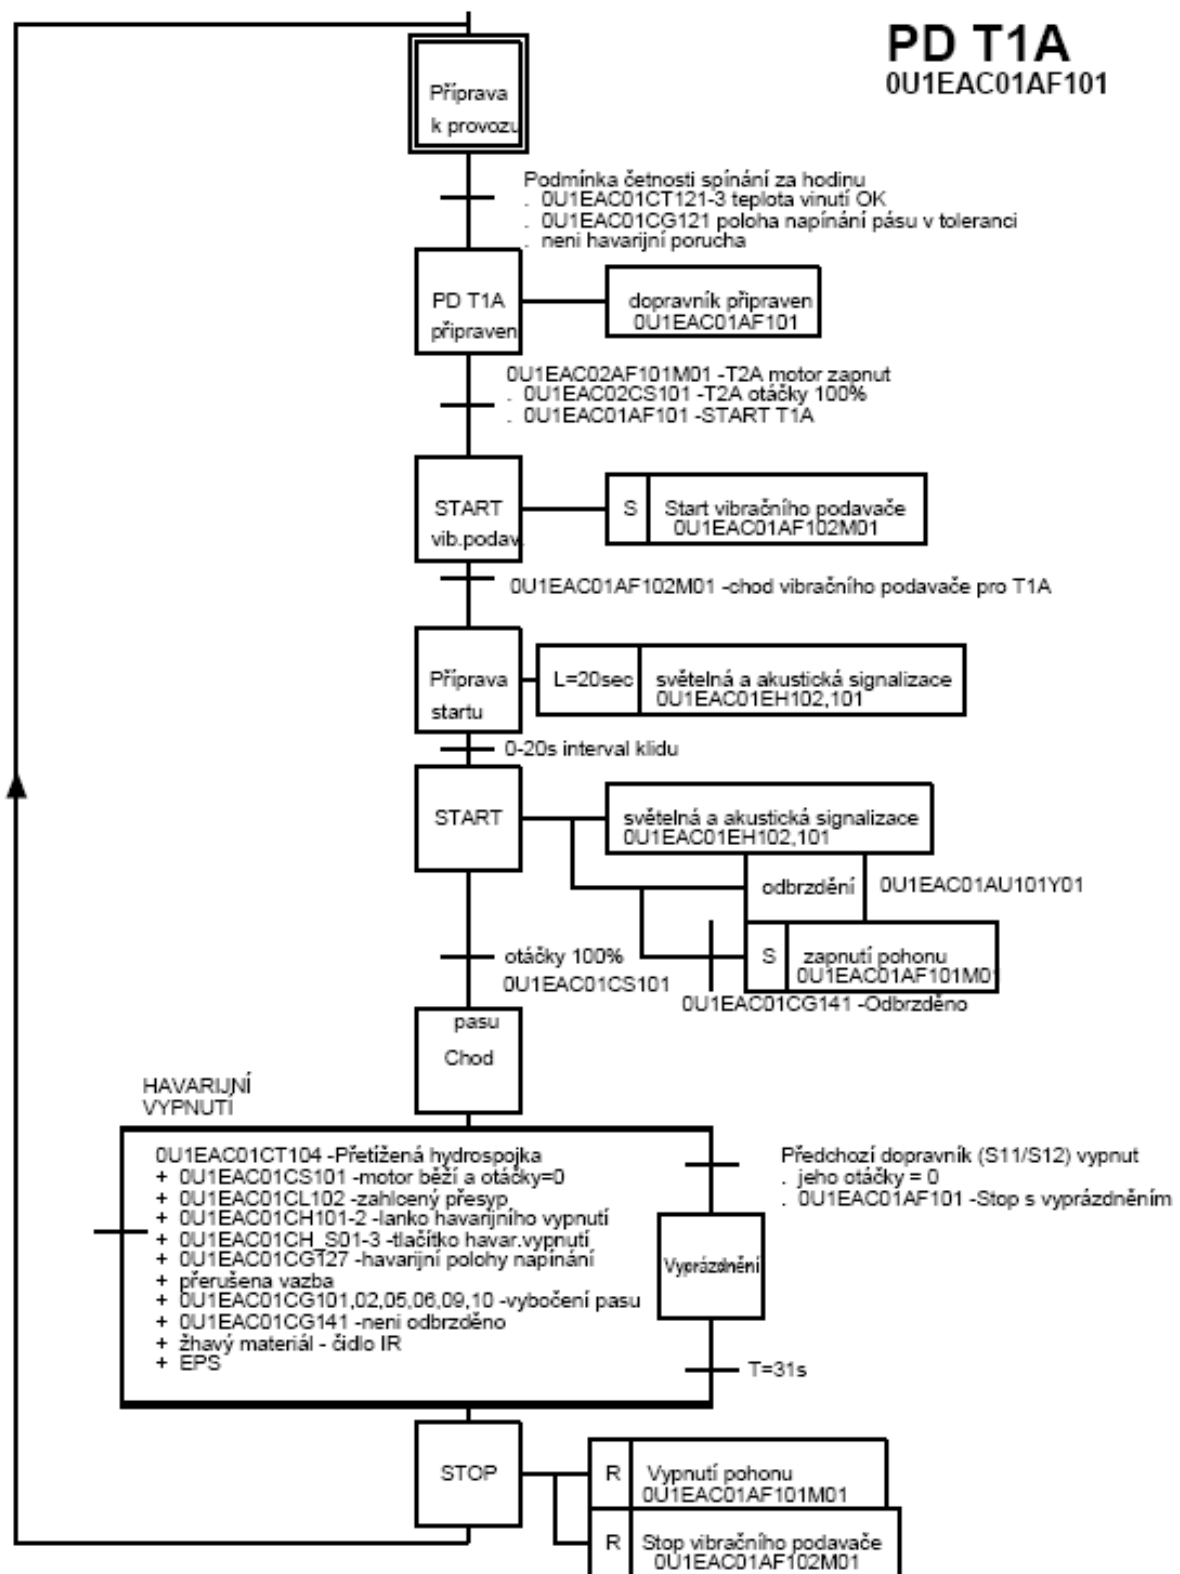 PD T1A
0U1EAC01AF101
Příprava
k provozu
Podmínka četnosti spínání za hodinu
. 0U1EAC01CT121-3 teplota vinutí OK
. 0U1EAC01CG121 poloha napínání pásu v toleranci
. neni havarijní porucha
PD T1A
připraven
dopravník připraven
0U1EAC01AF101
0U1EAC02AF101M01 -T2A motor zapnut
. 0U1EAC02CS101 -T2A otáčky 100%
. 0U1EAC01AF101 -START T1A
START
vib.podav.
S
Start vibračního podavače
0U1EAC01AF102M01
0U1EAC01AF102M01 -chod vibračního podavače pro T1A
Příprava
startu
L=20sec
světelná a akustická signalizace
0U1EAC01EH102,101
0-20s interval klidu
START
světelná a akustická signalizace
0U1EAC01EH102,101
odbrzdění
0U1EAC01AU101Y01
S
zapnutí pohonu
0U1EAC01AF101M01
otáčky 100%
0U1EAC01CS101
0U1EAC01CG141 -Odbrzděno
pasu
Chod
HAVARIJNÍ
VYPNUTÍ
0U1EAC01CT104 -Přetížená hydrospojka
+ 0U1EAC01CS101 -motor běží a otáčky=0
+ 0U1EAC01CL102 -zahlcený přesyp
+ 0U1EAC01CH101-2 -lanko havarijního vypnutí
+ 0U1EAC01CH_S01-3 -tlačítko havar.vypnutí
+ 0U1EAC01CG127 -havarijní polohy napínání
+ přerušena vazba
+ 0U1EAC01CG101,02,05,06,09,10 -vybočení pasu
+ 0U1EAC01CG141 -neni odbrzděno
+ žhavý materiál - čidlo IR
+ EPS
Předchozí dopravník (S11/S12) vypnut
. jeho otáčky = 0
. 0U1EAC01AF101 -Stop s vyprázdněním
Vyprázdnění
T=31s
STOP
R
Vypnutí pohonu
0U1EAC01AF101M01
R
Stop vibračního podavače
0U1EAC01AF102M01